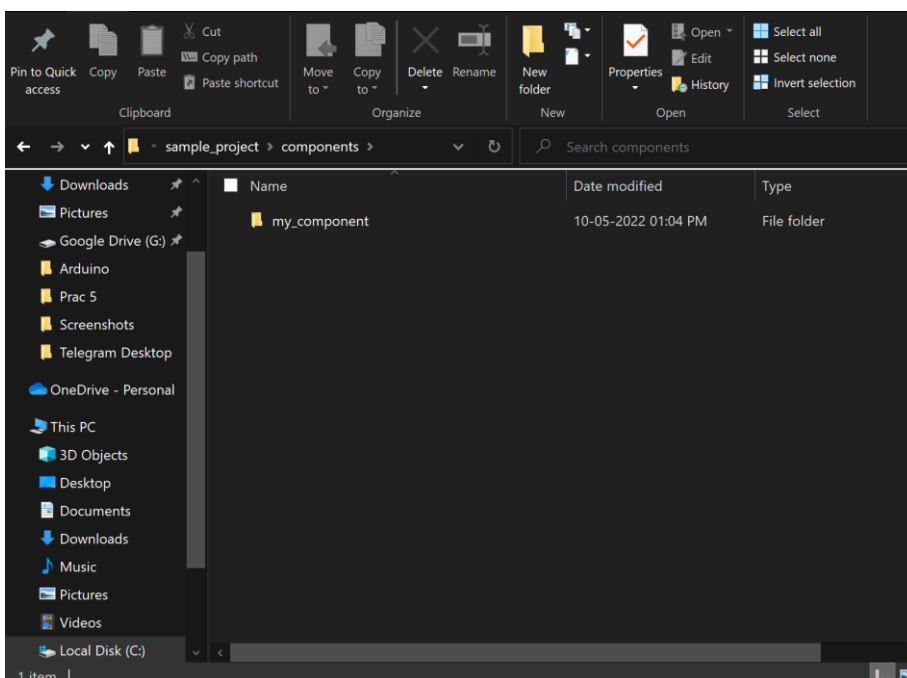 Pin to Quick access
Copy
Paste
Cut
Copy path
Paste shortcut
Move to
Copy to
Delete
Rename
New folder
Properties
Open
Edit
History
Select all
Select none
Invert selection
Clipboard
Organize
New
Open
Select
sample_project > components >
Search components
Name
Date modified
Type
my_component
10-05-2022 01:04 PM
File folder
Downloads
Pictures
Google Drive (G:)
Arduino
Prac 5
Screenshots
Telegram Desktop
OneDrive - Personal
This PC
3D Objects
Desktop
Documents
Downloads
Music
Pictures
Videos
Local Disk (C:)
1 item